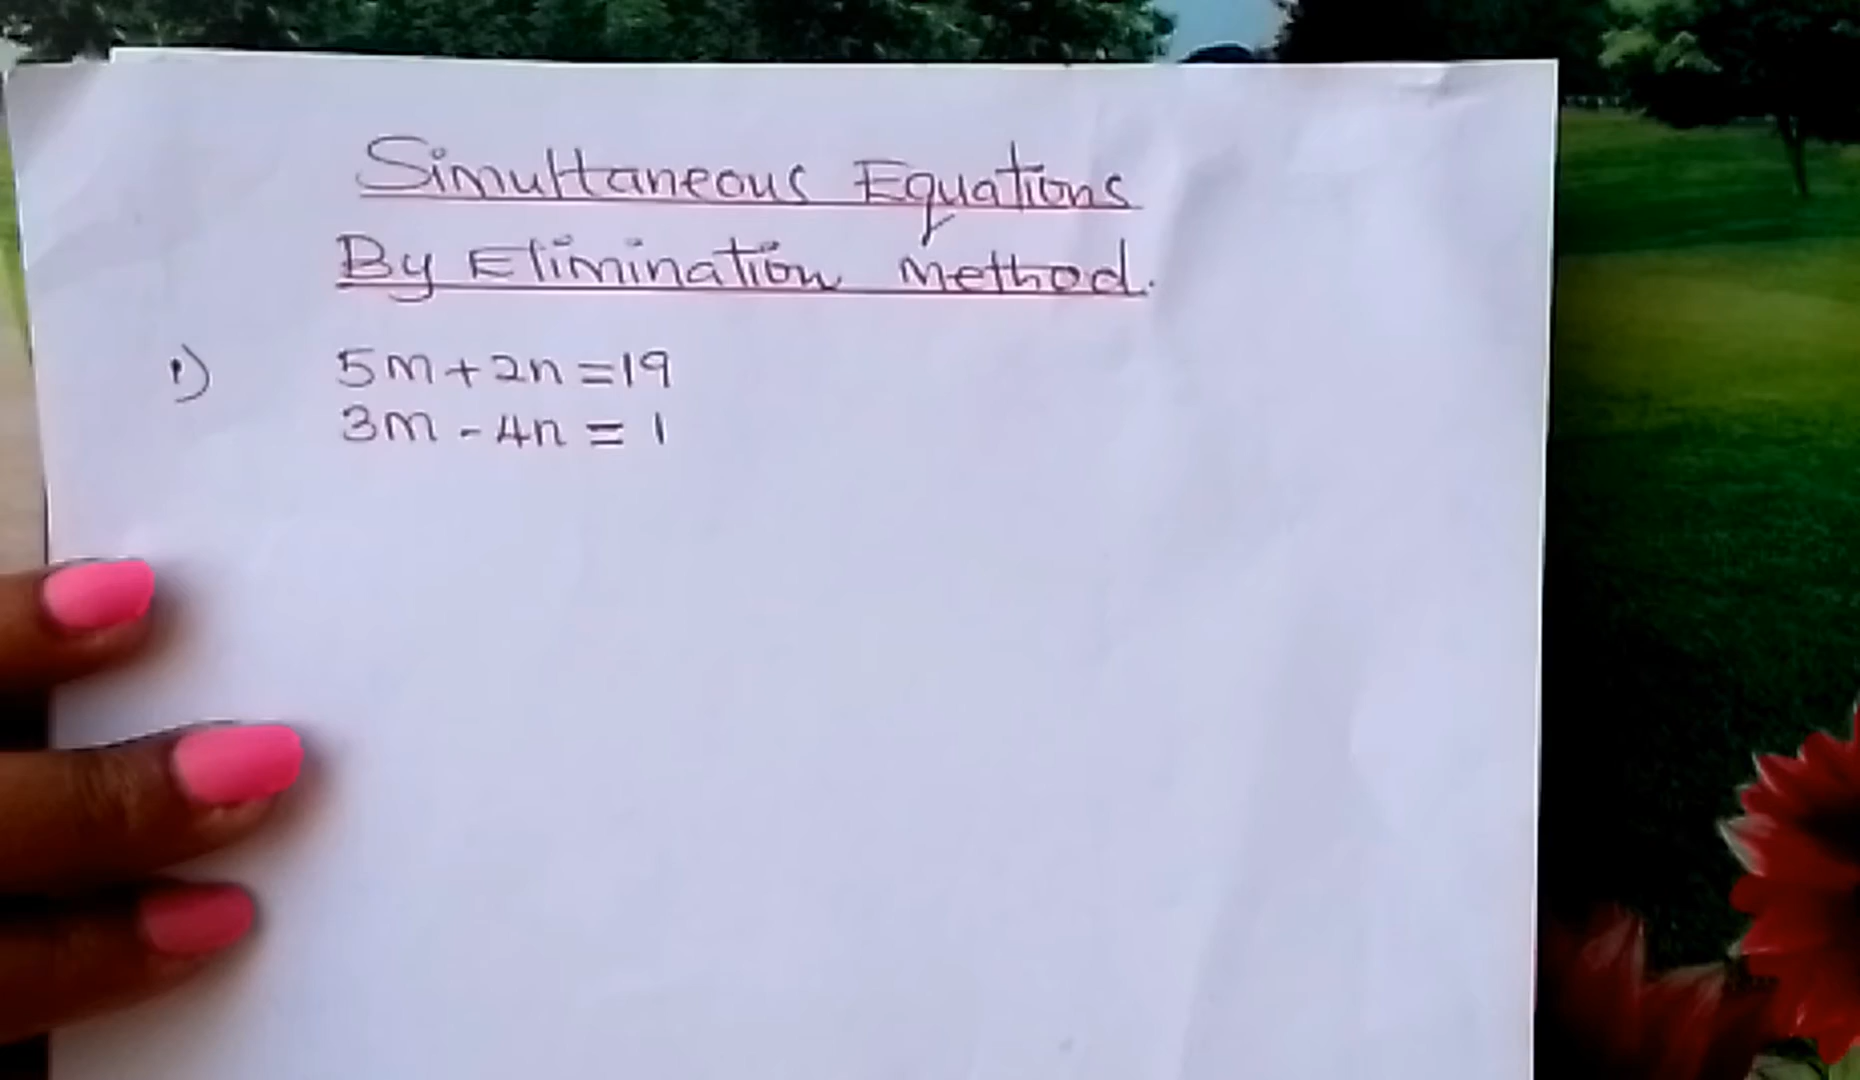 Simultaneous Equations
By Elimination Method.
1) 5m + 2n = 19
3m - 4n = 1